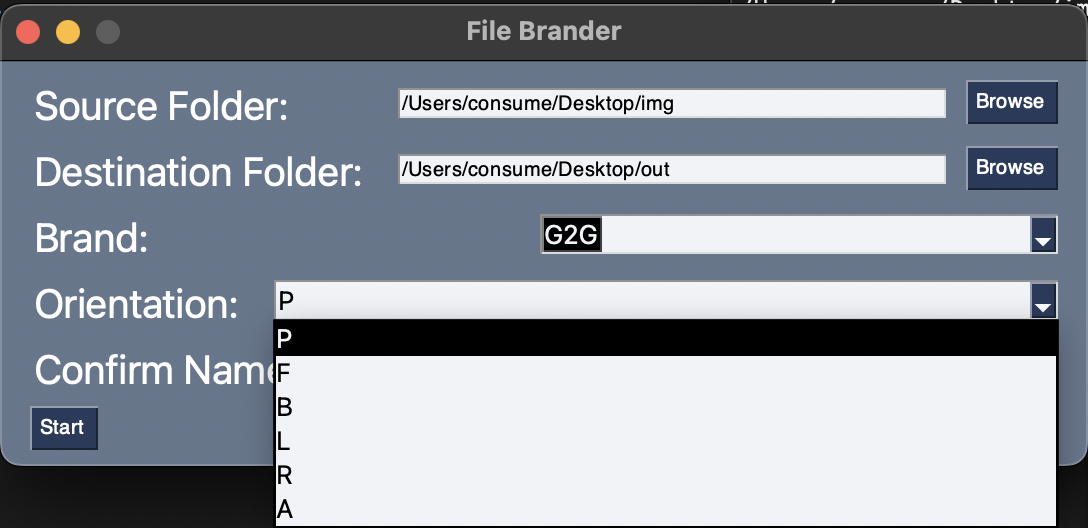 File Brander
Source Folder: /Users/consume/Desktop/img Browse
Destination Folder: /Users/consume/Desktop/out Browse
Brand: G2G
Orientation: P
P
Confirm Name
F
B
L
Start
R
A